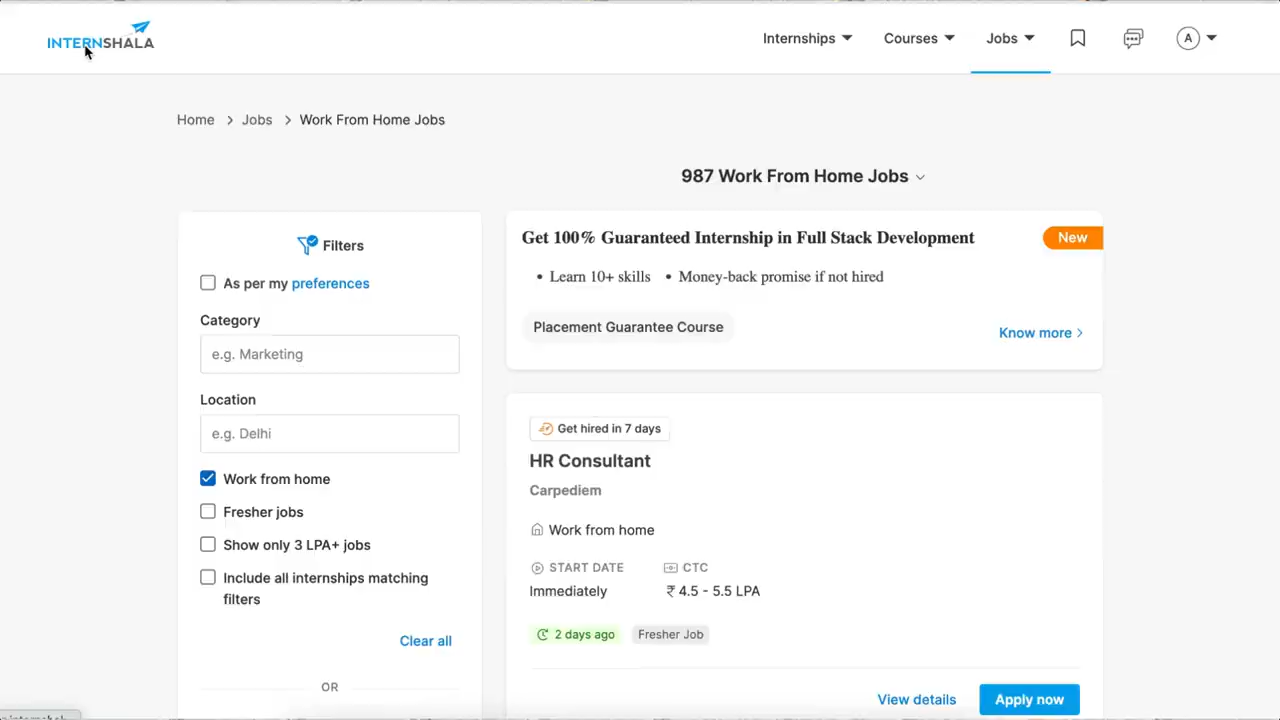 INTERNSHALA
Internships
Courses
Jobs
A
Home > Jobs > Work From Home Jobs
987 Work From Home Jobs
Filters
As per my preferences
Category
e.g. Marketing
Location
e.g. Delhi
Work from home
Fresher jobs
Show only 3 LPA+ jobs
Include all internships matching
filters
Clear all
OR
Get 100% Guaranteed Internship in Full Stack Development
New
• Learn 10+ skills • Money-back promise if not hired
Placement Guarantee Course
Know more >
Get hired in 7 days
HR Consultant
Carpediem
Work from home
START DATE
CTC
Immediately
₹ 4.5 - 5.5 LPA
2 days ago
Fresher Job
View details
Apply now